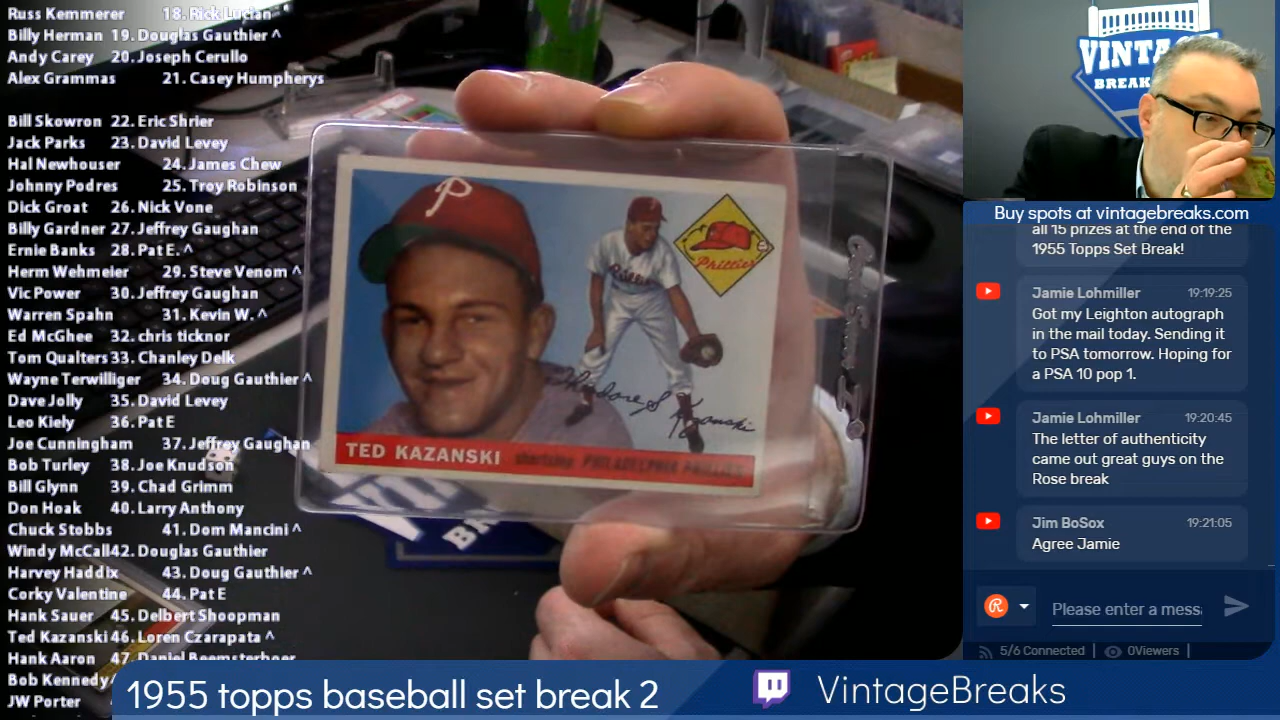 Russ Kemmerer 18. Rick Lucian
Billy Herman 19. Douglas Gauthier ^
Andy Carey 20. Joseph Cerullo
Alex Grammas 21. Casey Humpherys
Bill Skowron 22. Eric Shrier
Jack Parks 23. David Levey
Hal Newhouser 24. James Chew
Johnny Podres 25. Troy Robinson
Dick Groat 26. Nick Vone
Billy Gardner 27. Jeffrey Gaughan
Ernie Banks 28. Pat E. ^
Herm Wehmeier 29. Steve Venom ^
Vic Power 30. Jeffrey Gaughan
Warren Spahn 31. Kevin W. ^
Ed McGhee 32. chris ticknor
Tom Qualters 33. Chanley Delk
Wayne Terwilliger 34. Doug Gauthier ^
Dave Jolly 35. David Levey
Leo Kiely 36. Pat E
Joe Cunningham 37. Jeffrey Gaughan
Bob Turley 38. Joe Knudson
Bill Glynn 39. Chad Grimm
Don Hoak 40. Larry Anthony
Chuck Stobbs 41. Dom Mancini ^
Windy McCall 42. Douglas Gauthier
Harvey Haddix 43. Doug Gauthier ^
Corky Valentine 44. Pat E
Hank Sauer 45. Delbert Shoopman
Ted Kazanski 46. Loren Czarapata ^
Hank Aaron 47. Daniel Beemsterboer
Bob Kennedy
JW Porter
P
Phillies
Phillies
Theodore S Kazanski
TED KAZANSKI shortstop PHILADELPHIA PHILLIES
VINTAGE
BREAK
Buy spots at vintagebreaks.com
all 15 prizes at the end of the
1955 Topps Set Break!
Jamie Lohmiller 19:19:25
Got my Leighton autograph
in the mail today. Sending it
to PSA tomorrow. Hoping for
a PSA 10 pop 1.
Jamie Lohmiller 19:20:45
The letter of authenticity
came out great guys on the
Rose break
Jim BoSox 19:21:05
Agree Jamie
Please enter a messa
5/6 Connected | 0Viewers |
1955 topps baseball set break 2
VintageBreaks